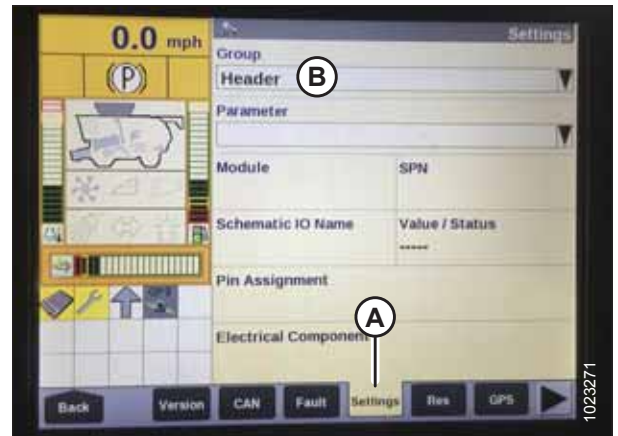 0.0 mph
(P)
Settings
Group
Header B
Parameter
Module SPN
Schematic IO Name Value / Status
-----
Pin Assignment
A
Electrical Component
Back Version CAN Fault Settings Res GPS
1023271